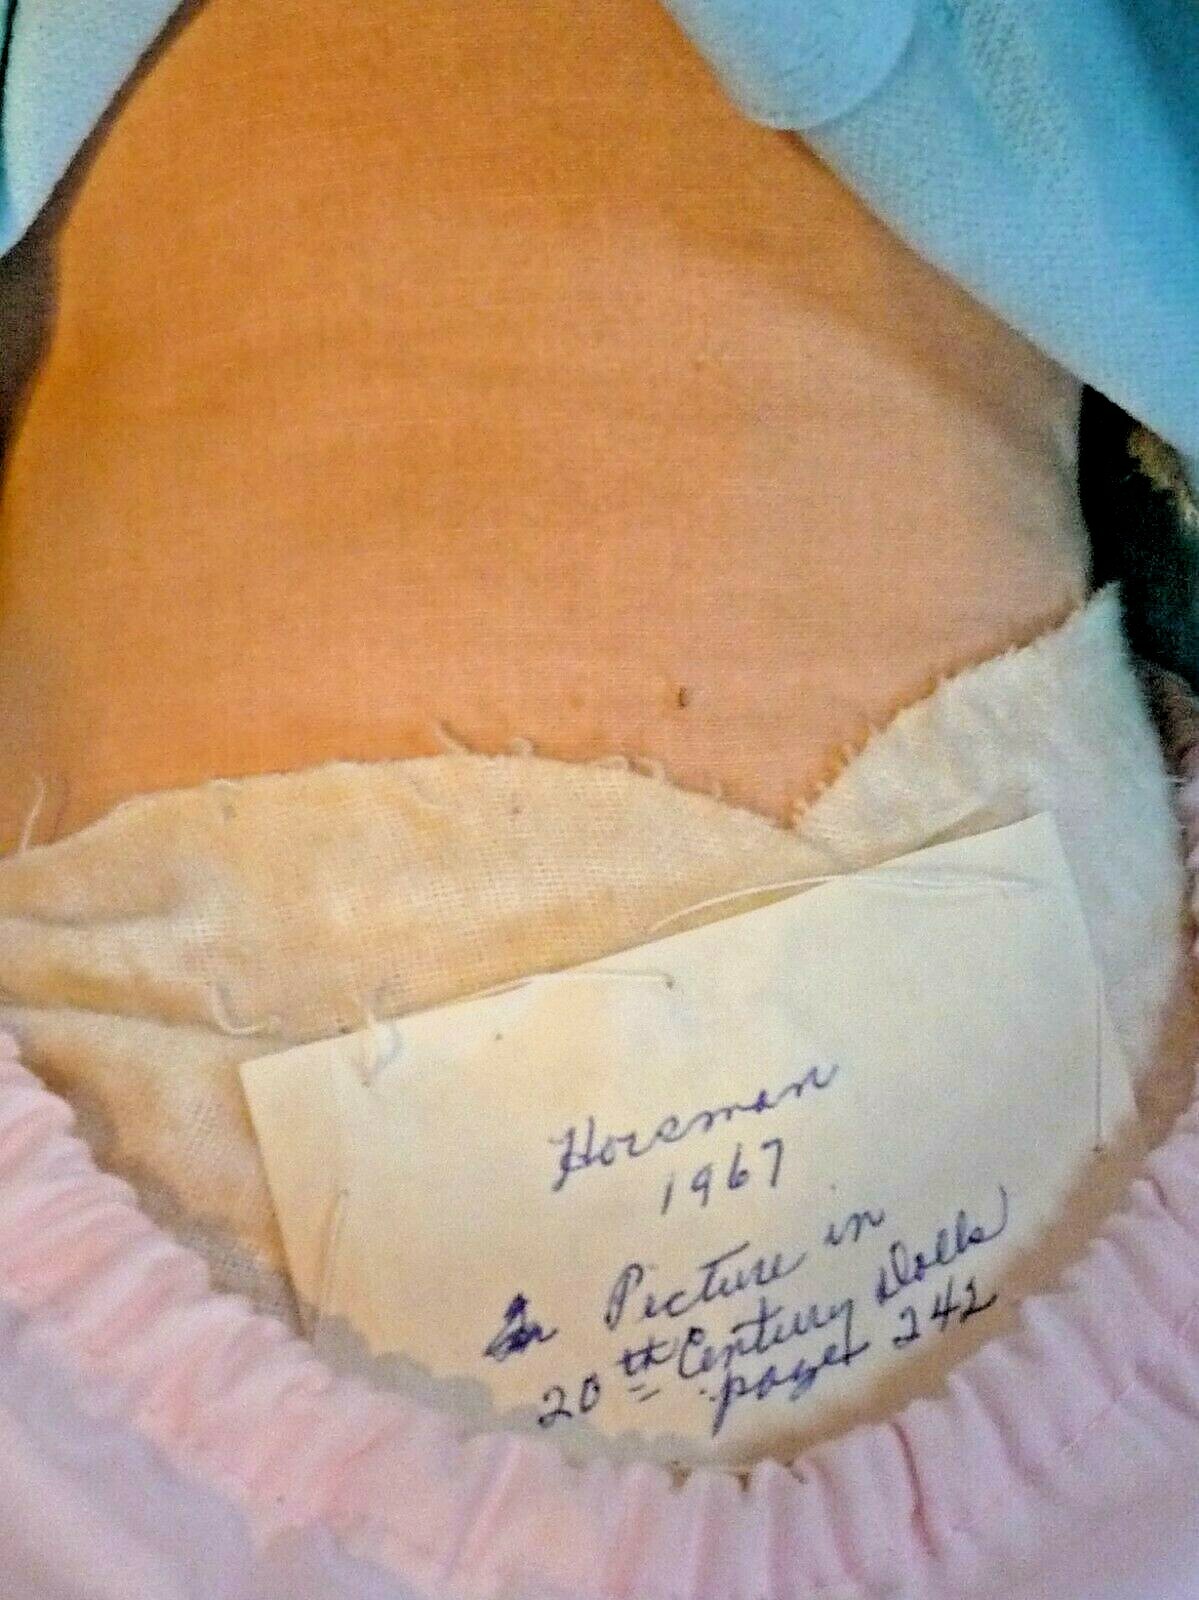 Horsman
1967
Picture in
20th Century Dolls
page 242